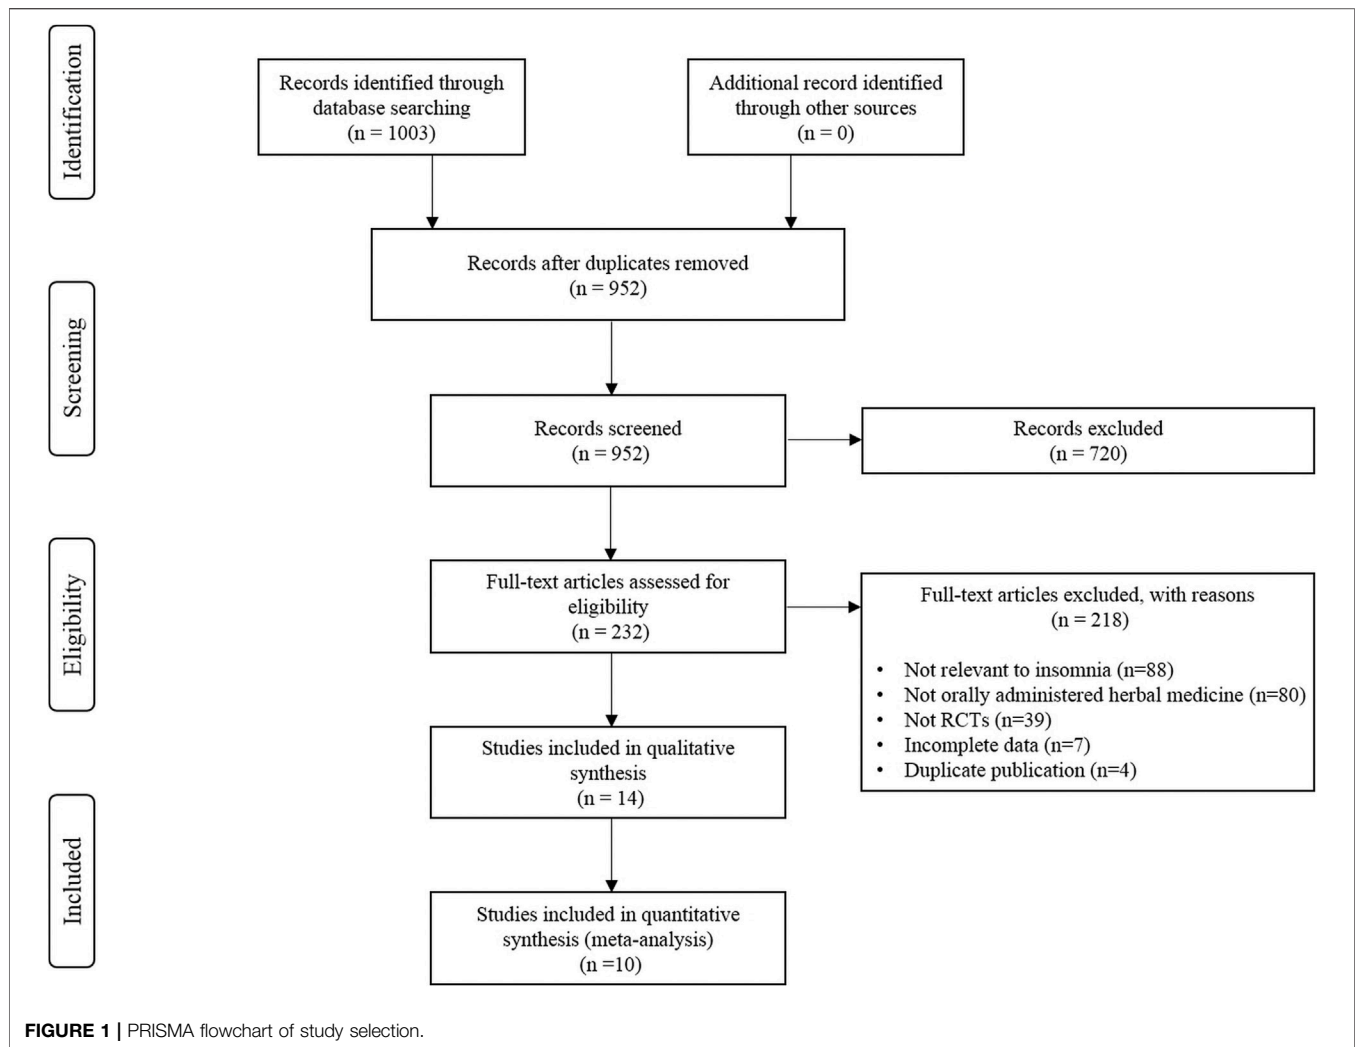 Identification
Records identified through
database searching
(n = 1003)
Additional record identified
through other sources
(n = 0)
Records after duplicates removed
(n = 952)
Screening
Records screened
(n = 952)
Records excluded
(n = 720)
Eligibility
Full-text articles assessed for
eligibility
(n = 232)
Full-text articles excluded, with reasons
(n = 218)
• Not relevant to insomnia (n=88)
• Not orally administered herbal medicine (n=80)
• Not RCTs (n=39)
• Incomplete data (n=7)
• Duplicate publication (n=4)
Studies included in qualitative
synthesis
(n = 14)
Included
Studies included in quantitative
synthesis (meta-analysis)
(n =10)
FIGURE 1 | PRISMA flowchart of study selection.